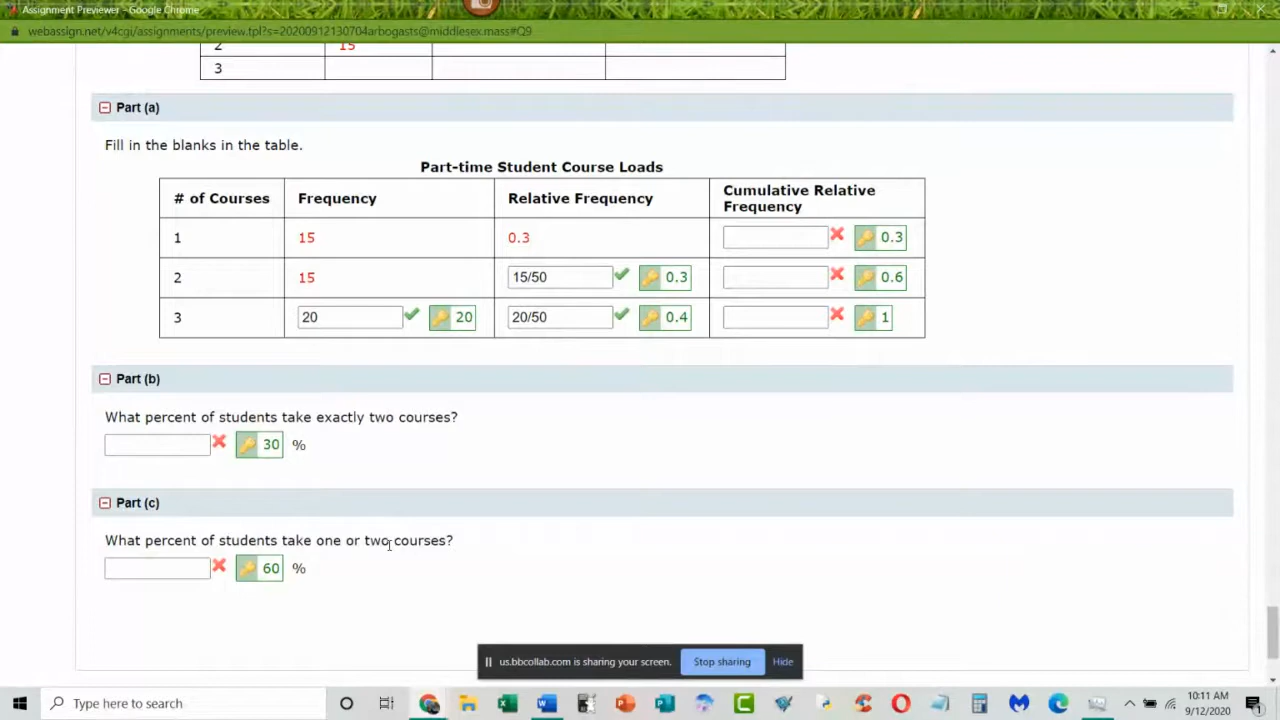 Assignment Previewer - Google Chrome
webassign.net/v4cgi/assignments/preview.tpl?s=20200912130704arbogasts@middlesex.mass#Q9
2 15
3
Part (a)
Fill in the blanks in the table.
Part-time Student Course Loads
# of Courses Frequency Relative Frequency Cumulative Relative
Frequency
1 15 0.3 0.3
2 15 15/50 0.3 0.6
3 20 20 20/50 0.4 1
Part (b)
What percent of students take exactly two courses?
30 %
Part (c)
What percent of students take one or two courses?
60 %
us.bbcollab.com is sharing your screen. Stop sharing Hide
Type here to search
10:11 AM
9/12/2020